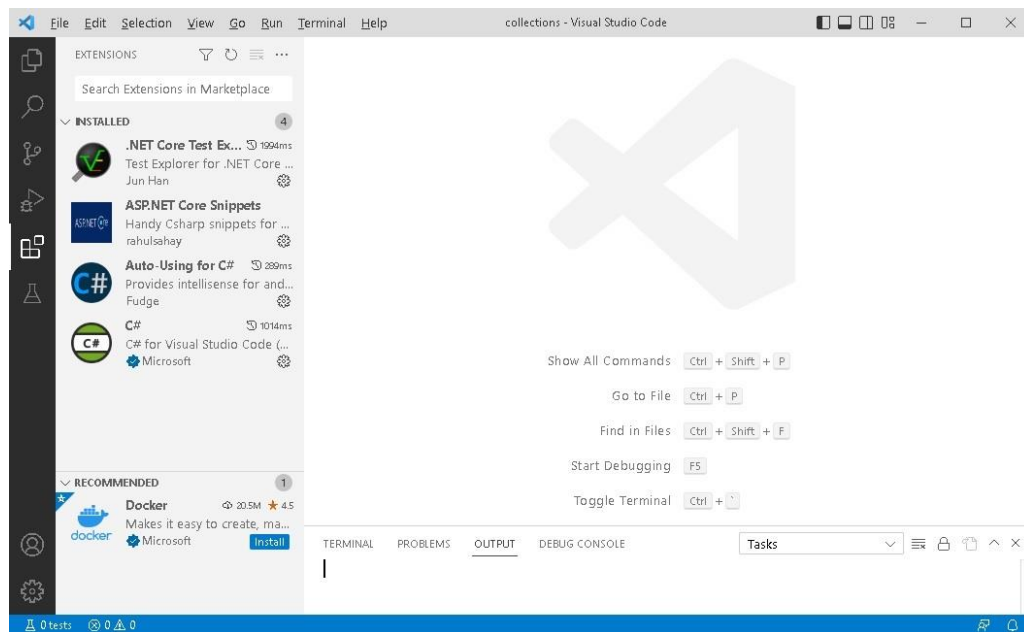 File Edit Selection View Go Run Terminal Help collections - Visual Studio Code
EXTENSIONS
Search Extensions in Marketplace
INSTALLED 4
.NET Core Test Ex... 1994ms
Test Explorer for .NET Core ...
Jun Han
ASP.NET Core
ASP.NET Core Snippets
Handy Csharp snippets for ...
rahulsahay
C#
Auto-Using for C# 289ms
Provides intellisense for and...
Fudge
C#
C# 1014ms
C# for Visual Studio Code (...
Microsoft
RECOMMENDED 1
docker
Docker 20.5M 4.5
Makes it easy to create, ma...
Microsoft Install
Show All Commands Ctrl + Shift + P
Go to File Ctrl + P
Find in Files Ctrl + Shift + F
Start Debugging F5
Toggle Terminal Ctrl + `
TERMINAL PROBLEMS OUTPUT DEBUG CONSOLE Tasks
0 tests 0 0